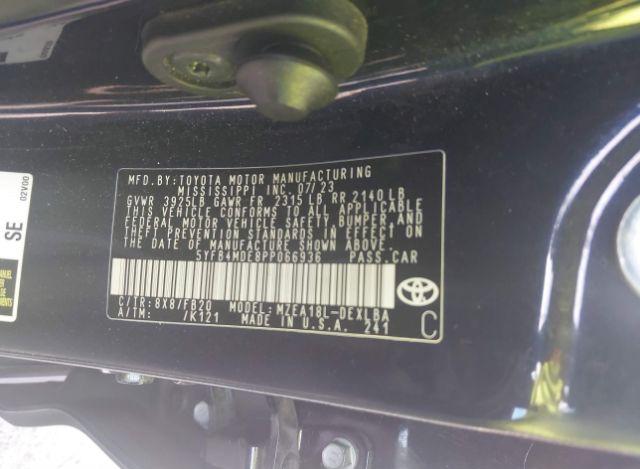 MFD. BY: TOYOTA MOTOR MANUFACTURING
MISSISSIPPI INC. 07/23
GVWR 3925LB GAWR FR 2315 LB RR 2140 LB
THIS VEHICLE CONFORMS TO ALL APPLICABLE
FEDERAL MOTOR VEHICLE SAFETY, BUMPER AND
THEFT PREVENTION STANDARDS IN EFFECT ON
THE DATE OF MANUFACTURE SHOWN ABOVE.
5YFB4MDE8PP066936 PASS.CAR
C/TR: 8X8/FB20 MODEL: MZEA18L-DEXLBA
A/TM: /K121 MADE IN U.S.A. 241
C
SE
02V00